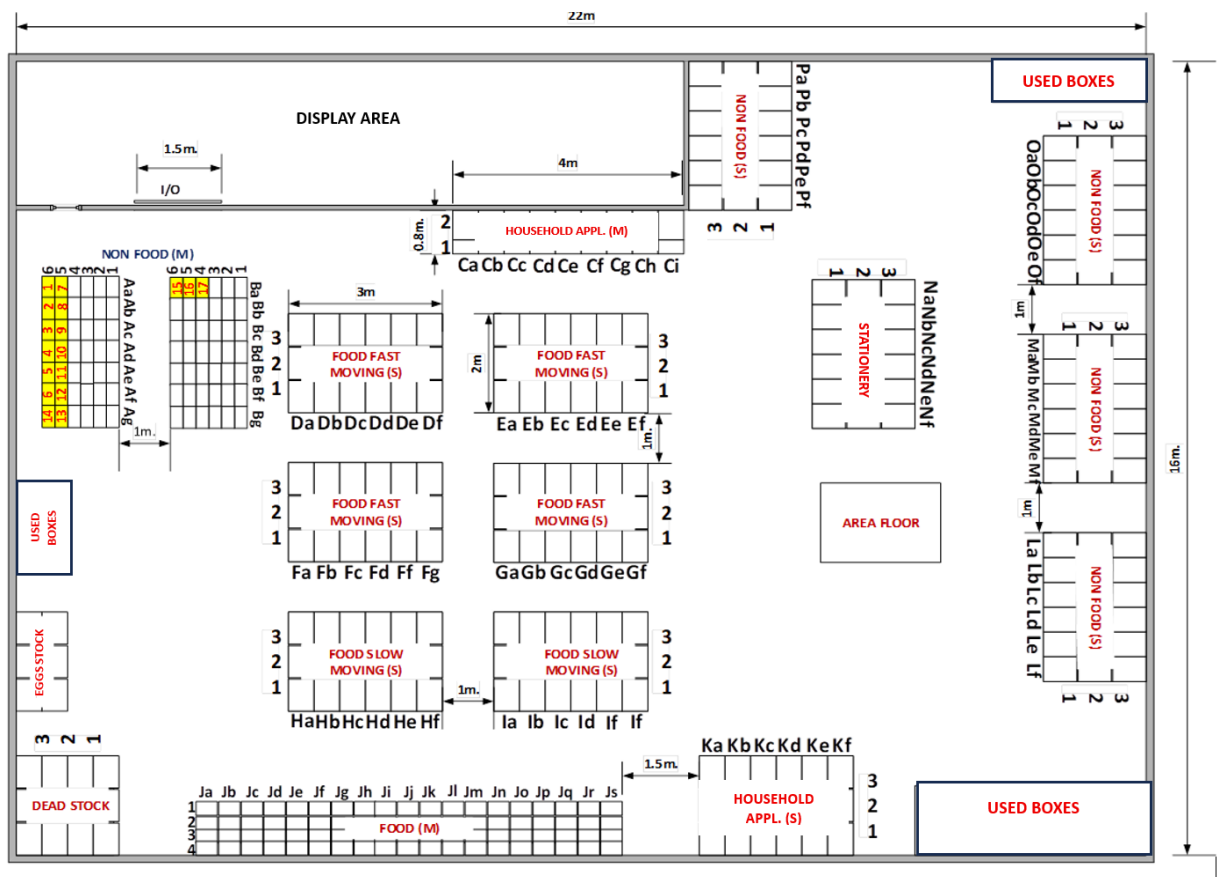 22m
DISPLAY AREA
1.5m.
I/O
4m
0.8m.
2
1
HOUSEHOLD APPL. (M)
Ca Cb Cc Cd Ce Cf Cg Ch Ci
NON FOOD (S)
Pa Pb Pc Pd Pe Pf
3 2 1
USED BOXES
1 2 3
Oa Ob Oc Od Oe Of
NON FOOD (S)
1m
NON FOOD (M)
6 5 4 3 2 1
1 7
2 8
3 9
4 10
5 11
6 12
14 13
Aa Ab Ac Ad Ae Af Ag
6 5 4 3 2 1
15 16 17
Ba Bb Bc Bd Be Bf Bg
1m.
3m
3
2
1
FOOD FAST
MOVING (S)
Da Db Dc Dd De Df
2m
FOOD FAST
MOVING (S)
3
2
1
Ea Eb Ec Ed Ee Ef
1m.
1 2 3
STATIONERY
Na Nb Nc Nd Ne Nf
1 2 3
Ma Mb Mc Md Me Mf
NON FOOD (S)
16m.
1m
USED
BOXES
3
2
1
FOOD FAST
MOVING (S)
Fa Fb Fc Fd Ff Fg
FOOD FAST
MOVING (S)
3
2
1
Ga Gb Gc Gd Ge Gf
AREA FLOOR
La Lb Lc Ld Le Lf
NON FOOD (S)
1 2 3
EGGS STOCK
3
2
1
FOOD SLOW
MOVING (S)
Ha Hb Hc Hd He Hf
1m.
FOOD SLOW
MOVING (S)
3
2
1
Ia Ib Ic Id If If
3 2 1
DEAD STOCK
Ja Jb Jc Jd Je Jf Jg Jh Ji Jj Jk Jl Jm Jn Jo Jp Jq Jr Js
1
2
3
4
FOOD (M)
1.5m.
Ka Kb Kc Kd Ke Kf
HOUSEHOLD
APPL. (S)
3
2
1
USED BOXES